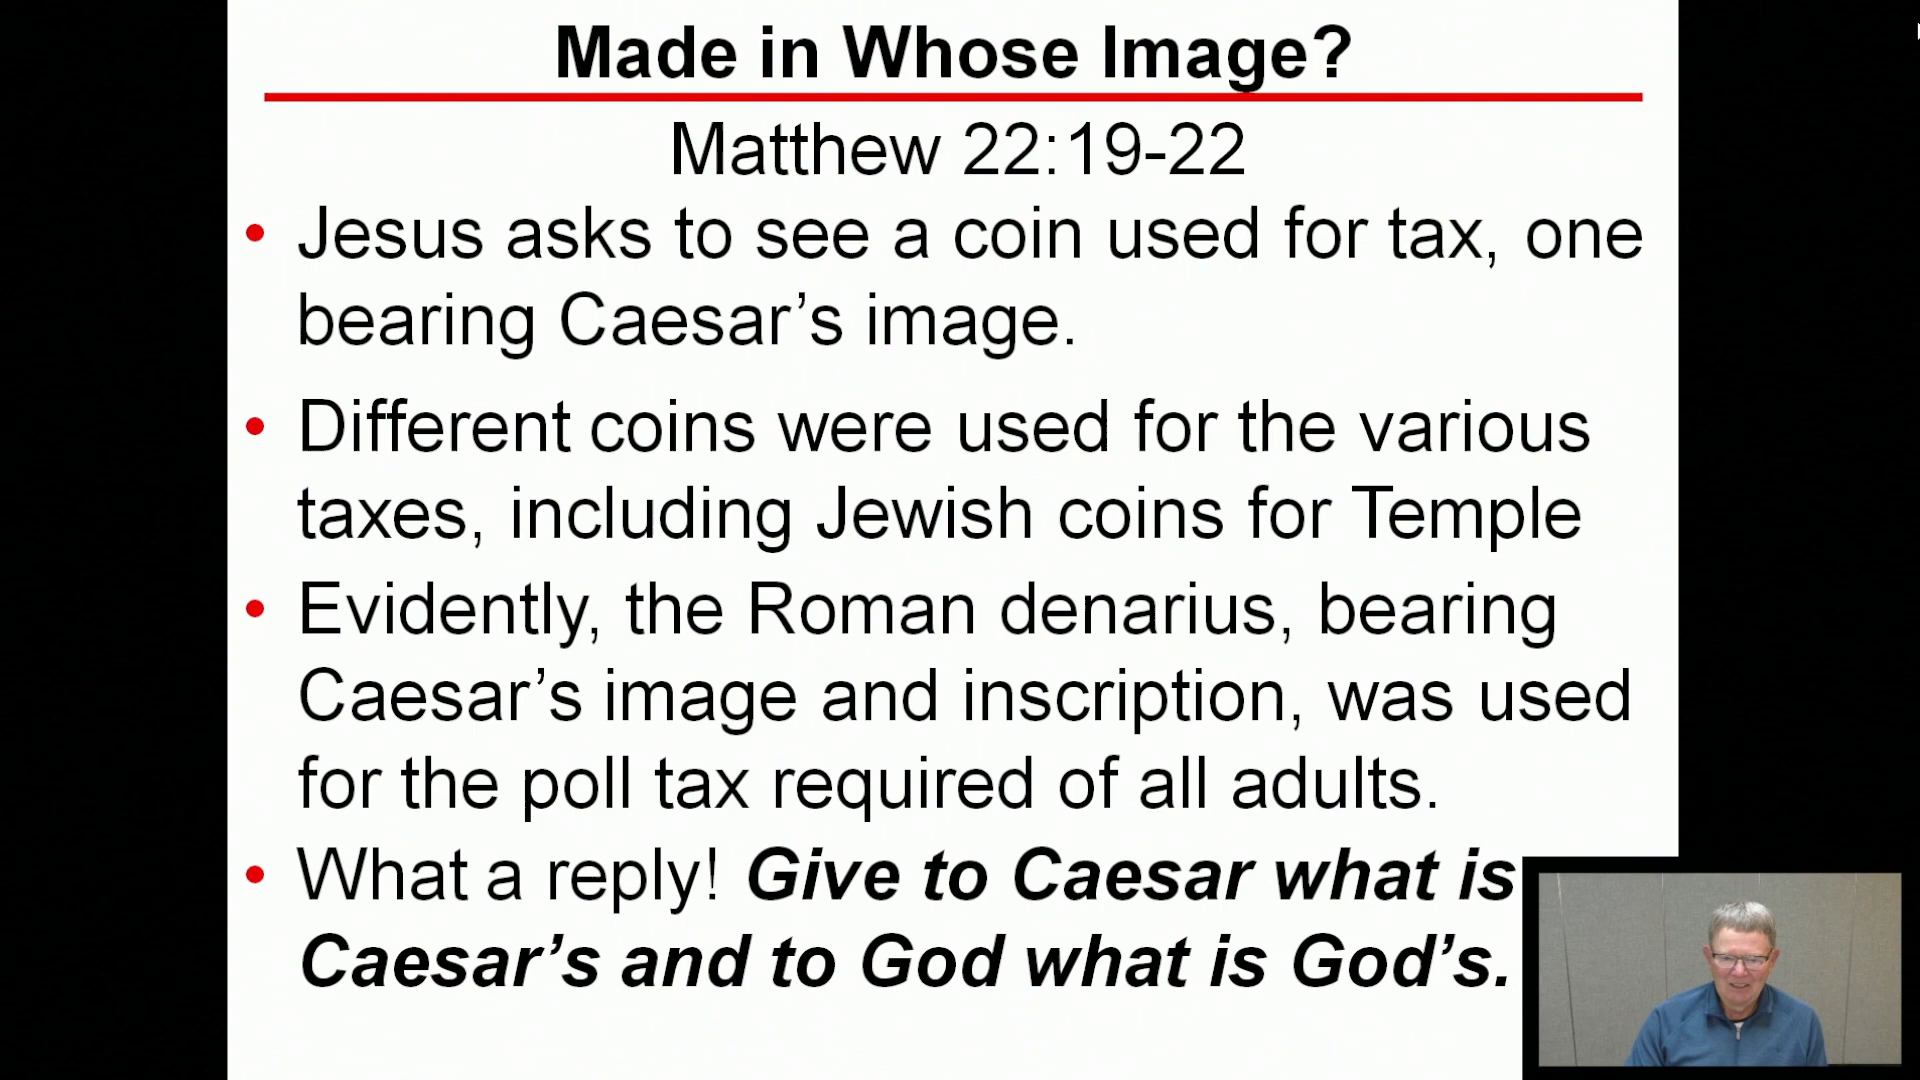 Made in Whose Image?
Matthew 22:19-22
• Jesus asks to see a coin used for tax, one
bearing Caesar’s image.
• Different coins were used for the various
taxes, including Jewish coins for Temple
• Evidently, the Roman denarius, bearing
Caesar’s image and inscription, was used
for the poll tax required of all adults.
• What a reply! Give to Caesar what is
Caesar’s and to God what is God’s.